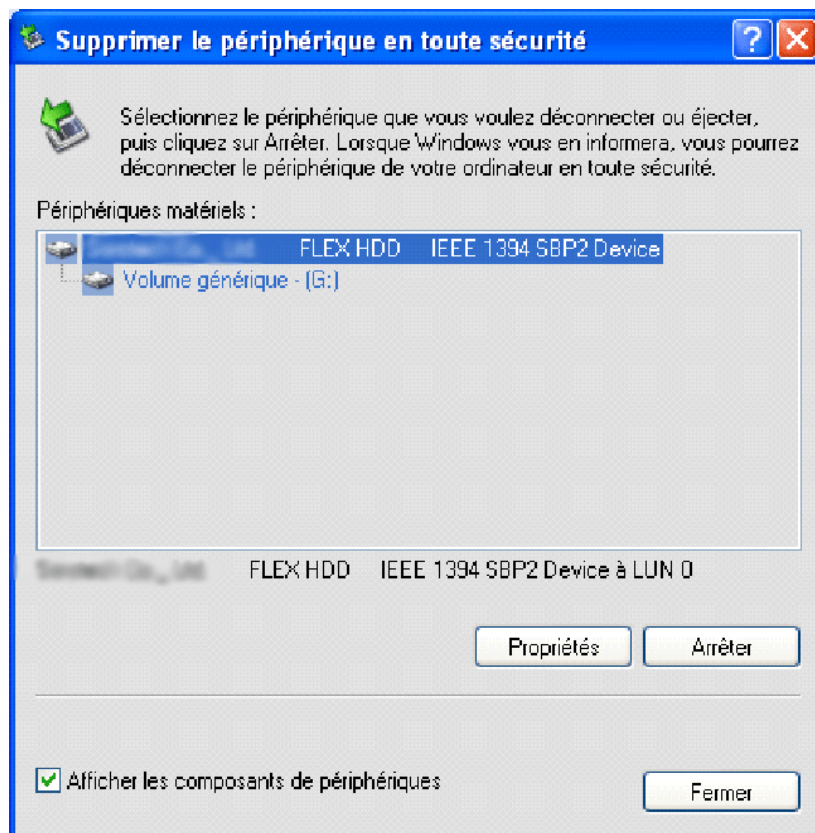 Supprimer le périphérique en toute sécurité
Sélectionnez le périphérique que vous voulez déconnecter ou éjecter,
puis cliquez sur Arrêter. Lorsque Windows vous en informera, vous pourrez
déconnecter le périphérique de votre ordinateur en toute sécurité.
Périphériques matériels :
FLEX HDD IEEE 1394 SBP2 Device
Volume générique - (G:)
FLEX HDD IEEE 1394 SBP2 Device à LUN 0
Propriétés Arrêter
Afficher les composants de périphériques
Fermer